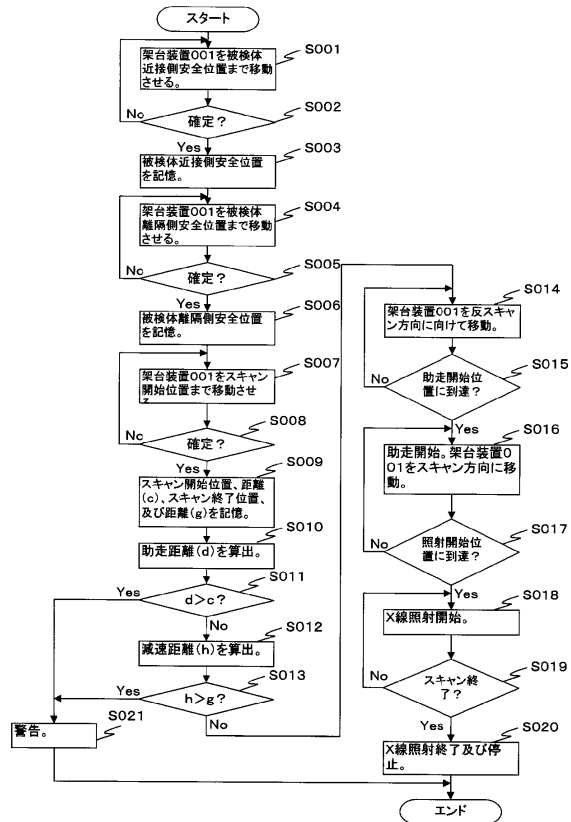 スタート
架台装置001を被検体
近接側安全位置まで移動
させる。
S001
確定?
S002
No
Yes
被検体近接側安全位置
を記憶。
S003
架台装置001を被検体
離隔側安全位置まで移動
させる。
S004
確定?
S005
No
Yes
被検体離隔側安全位置
を記憶。
S006
架台装置001をスキャン
開始位置まで移動させ
S007
確定?
S008
No
Yes
スキャン開始位置、距離
(c)、スキャン終了位置、
及び距離(g)を記憶。
S009
助走距離(d)を算出。
S010
d>c?
S011
Yes
No
減速距離(h)を算出。
S012
h>g?
S013
Yes
No
警告。
S021
架台装置001を反スキャ
ン方向に向けて移動。
S014
助走開始位
置に到達?
S015
No
Yes
助走開始。架台装置0
01をスキャン方向に移
動。
S016
照射開始位
置に到達?
S017
No
Yes
X線照射開始。
S018
スキャン終
了?
S019
No
Yes
X線照射終了及び停
止。
S020
エンド